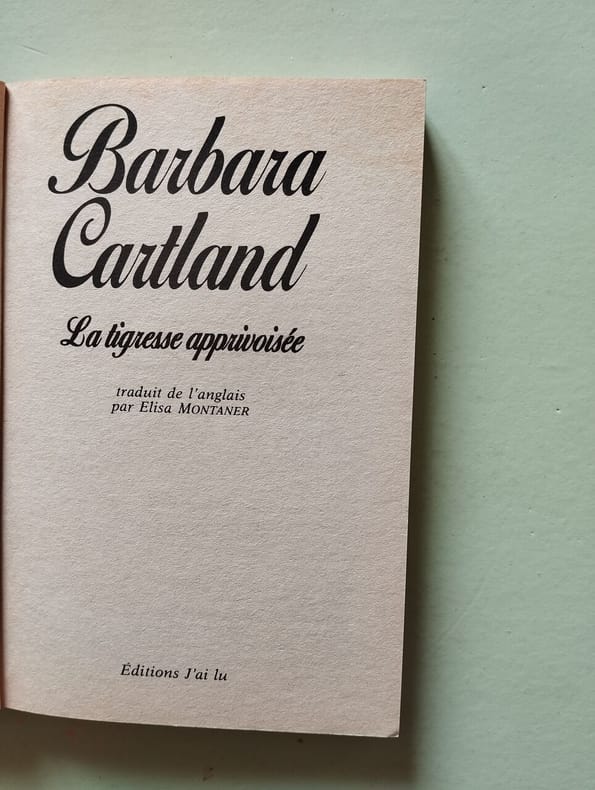 Barbara
Cartland
La tigresse apprivoisée
traduit de l'anglais
par Elisa MONTANER
Éditions J'ai lu